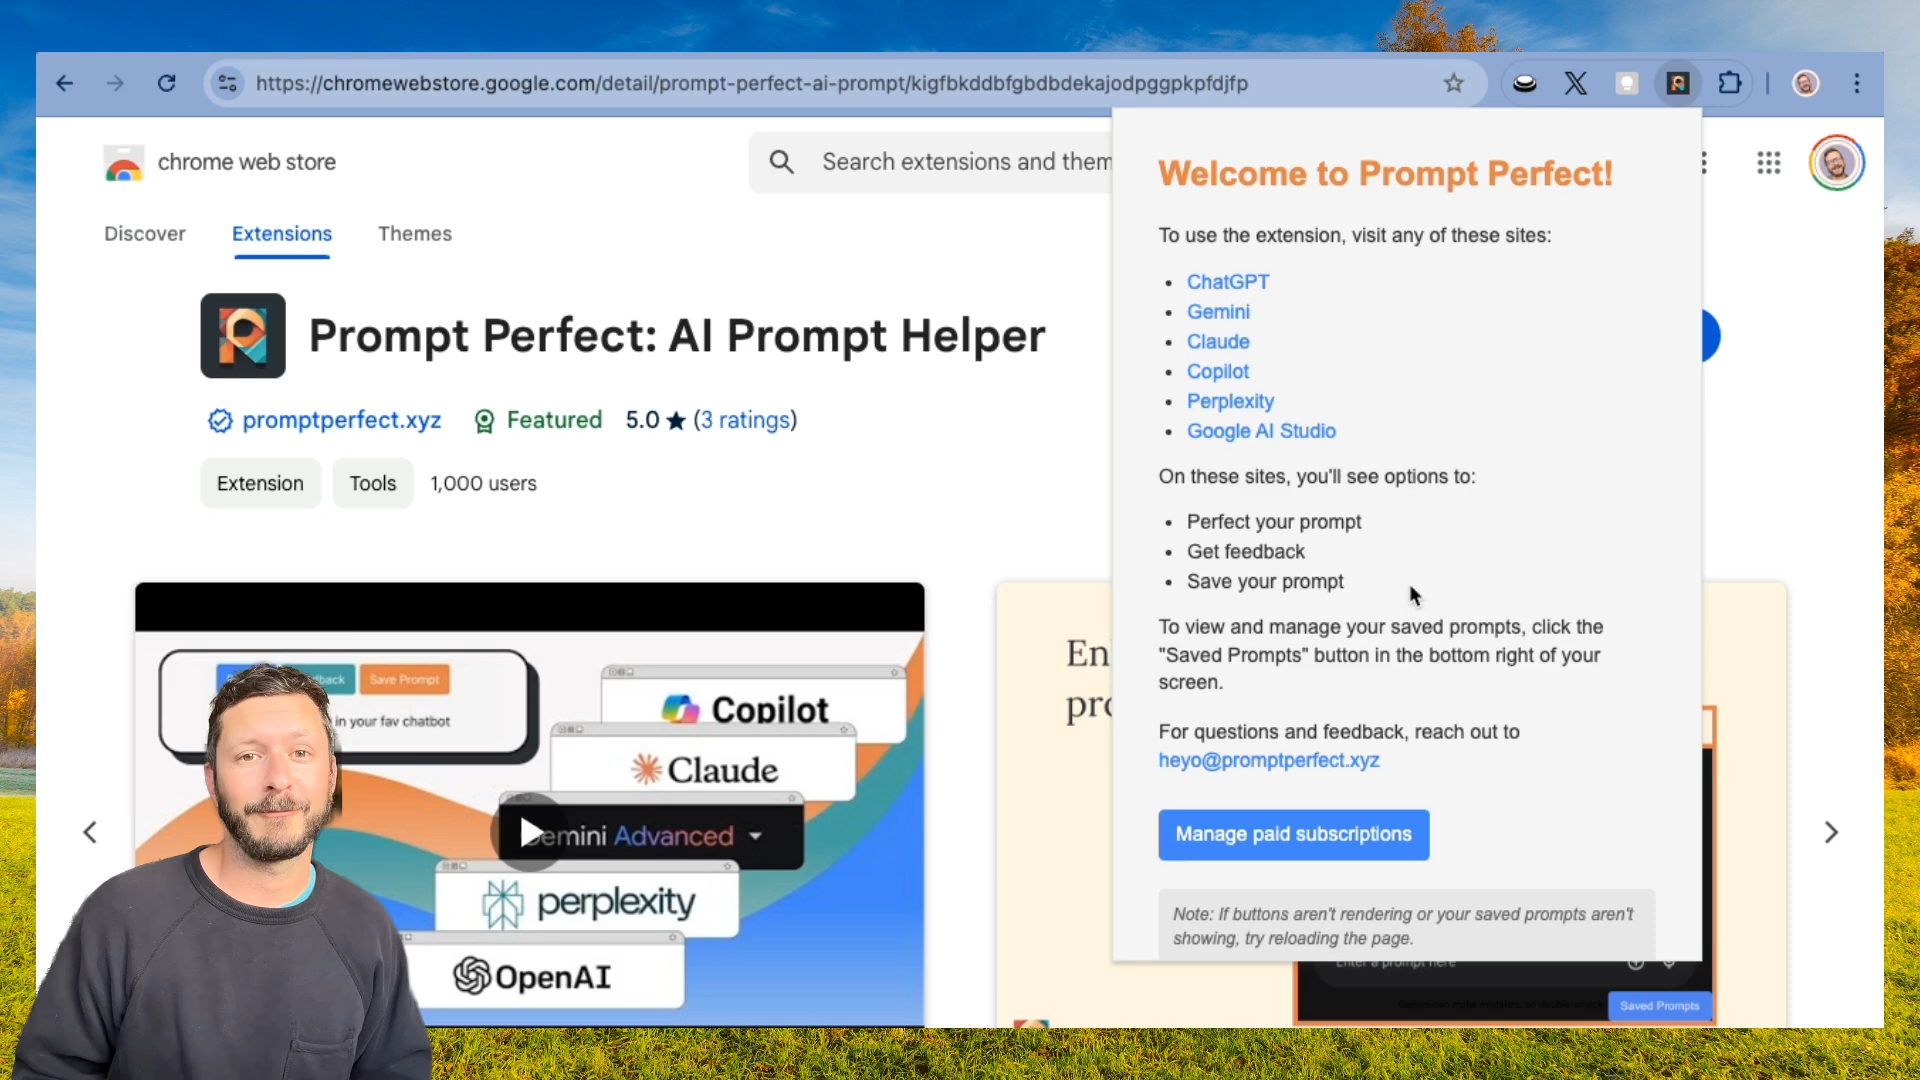 https://chromewebstore.google.com/detail/prompt-perfect-ai-prompt/kigfbkddbfgbdbdekajodpggpkpfdjfp
chrome web store
Search extensions and them
Discover
Extensions
Themes
Prompt Perfect: AI Prompt Helper
promptperfect.xyz
Featured
5.0 ★ (3 ratings)
Extension
Tools
1,000 users
back
Save Prompt
in your fav chatbot
Copilot
Claude
emini Advanced
perplexity
OpenAI
En
pro
Welcome to Prompt Perfect!
To use the extension, visit any of these sites:
• ChatGPT
• Gemini
• Claude
• Copilot
• Perplexity
• Google AI Studio
On these sites, you'll see options to:
• Perfect your prompt
• Get feedback
• Save your prompt
To view and manage your saved prompts, click the
"Saved Prompts" button in the bottom right of your
screen.
For questions and feedback, reach out to
heyo@promptperfect.xyz
Manage paid subscriptions
Note: If buttons aren't rendering or your saved prompts aren't
showing, try reloading the page.
Enter a prompt here
Saved Prompts